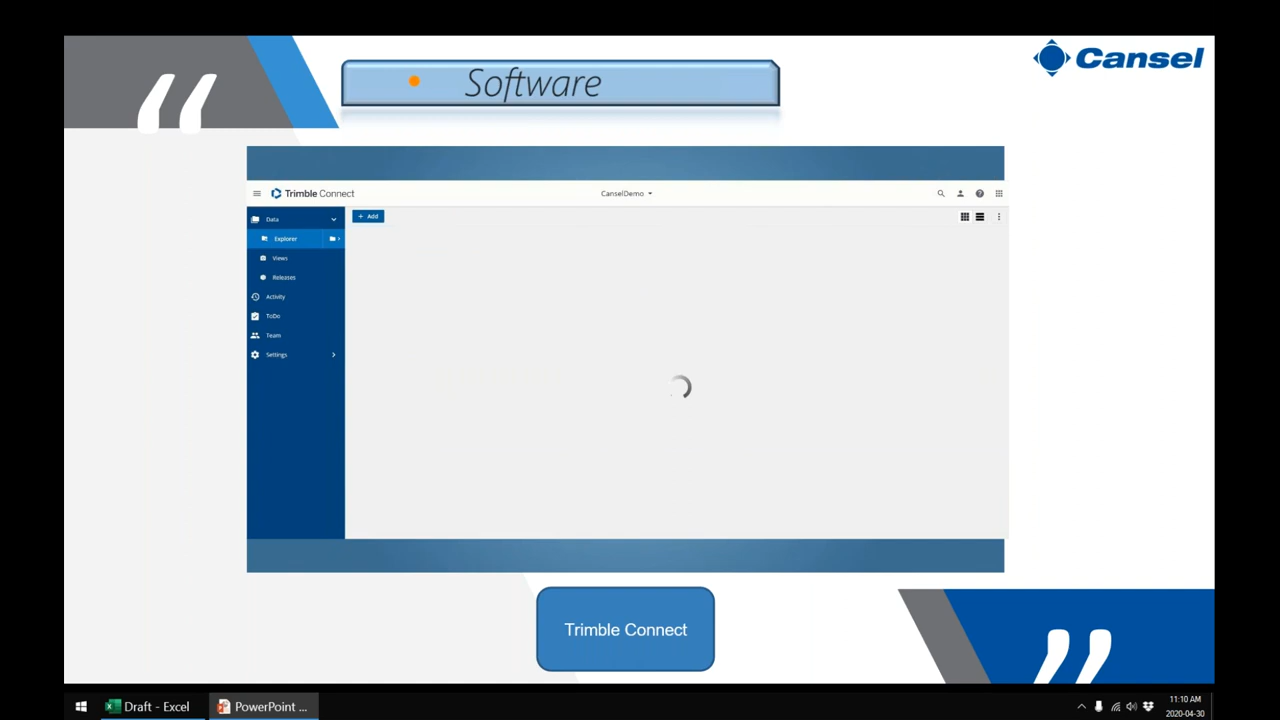 Software
Cansel
Trimble Connect
CanselDemo
Data
+ Add
Explorer
Views
Releases
Activity
ToDo
Team
Settings
Trimble Connect
Draft - Excel
PowerPoint ...
11:10 AM
2020-04-30